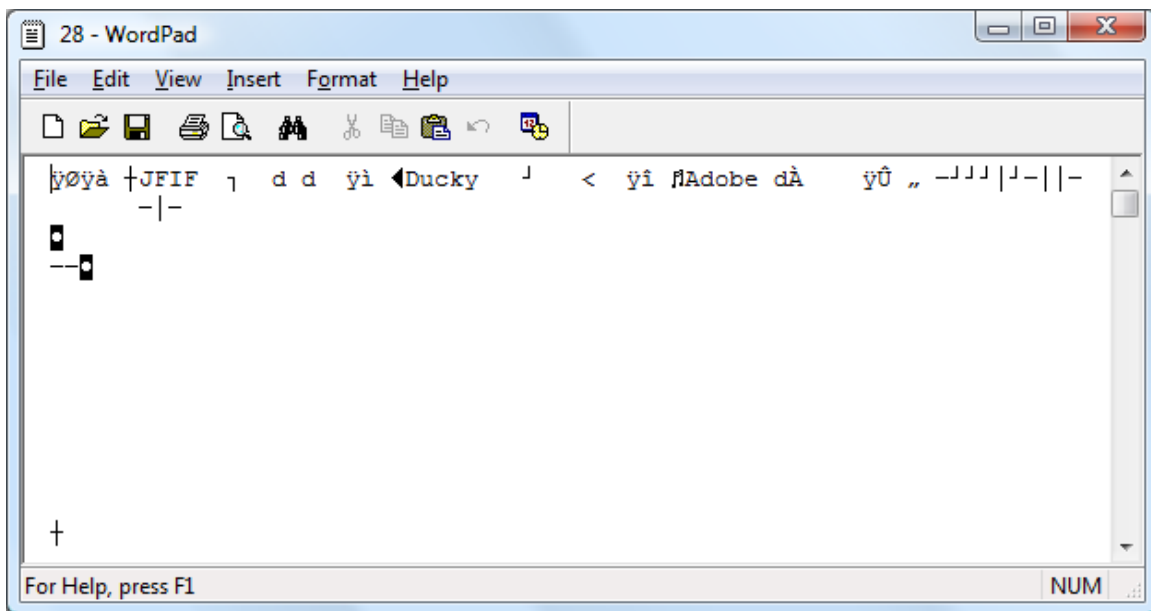 28 - WordPad
File Edit View Insert Format Help
ÿØÿà ┼JFIF ┐ d d ÿì ◄Ducky ┘ < ÿî ♬Adobe dÀ ÿÛ „ ─┘┘┘│┘─││─
─│─
◘
──◘
┼
For Help, press F1
NUM